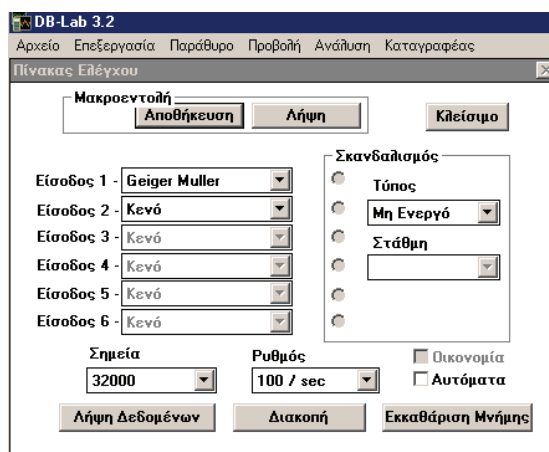 DB-Lab 3.2
Αρχείο Επεξεργασία Παράθυρο Προβολή Ανάλυση Καταγραφέας
Πίνακας Ελέγχου
Μακροεντολή
Αποθήκευση Λήψη Κλείσιμο
Σκανδαλισμός
Είσοδος 1 - Geiger Muller Τύπος
Είσοδος 2 - Κενό Μη Ενεργό
Είσοδος 3 - Κενό Στάθμη
Είσοδος 4 - Κενό
Είσοδος 5 - Κενό
Είσοδος 6 - Κενό
Σημεία Ρυθμός Οικονομία
32000 100 / sec Αυτόματα
Λήψη Δεδομένων Διακοπή Εκκαθάριση Μνήμης